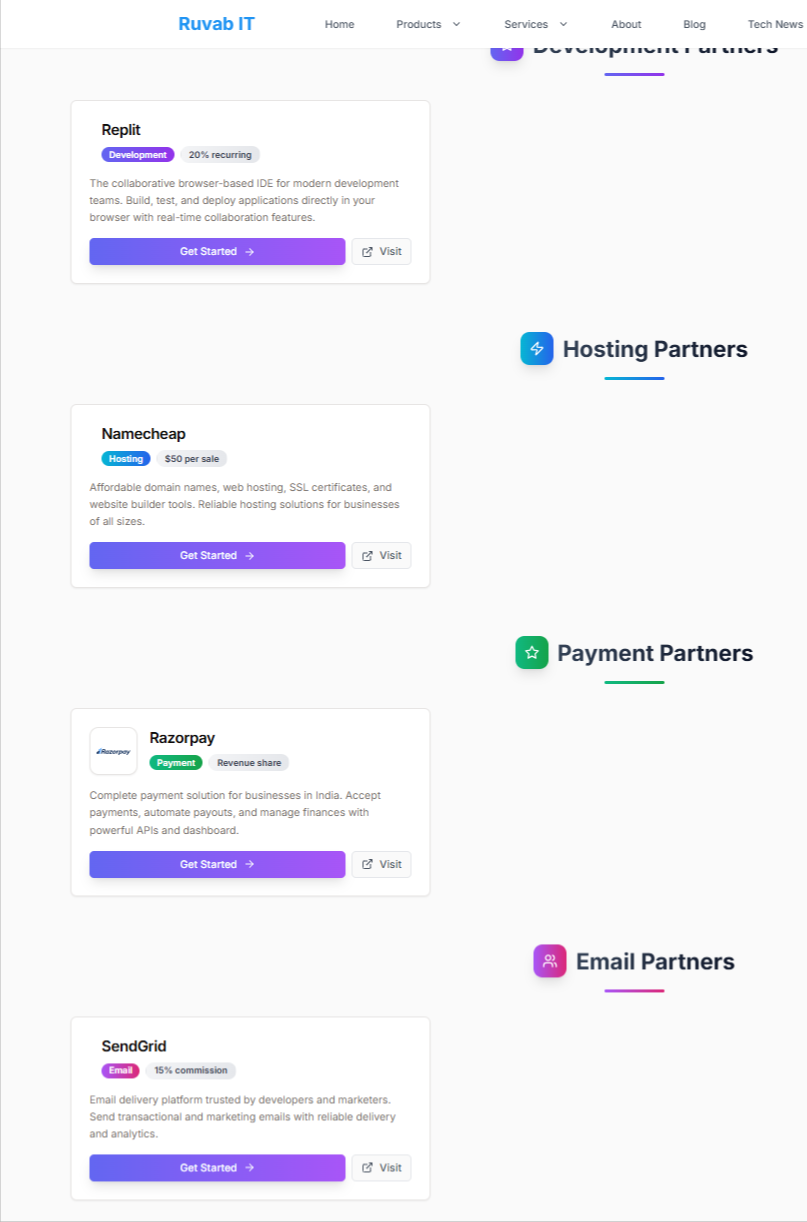 Ruvab IT Home Products Services About Blog Tech News
Development Partners
Replit
Development 20% recurring
The collaborative browser-based IDE for modern development
teams. Build, test, and deploy applications directly in your
browser with real-time collaboration features.
Get Started → Visit
Hosting Partners
Namecheap
Hosting $50 per sale
Affordable domain names, web hosting, SSL certificates, and
website builder tools. Reliable hosting solutions for businesses
of all sizes.
Get Started → Visit
Payment Partners
Razorpay
Razorpay
Payment Revenue share
Complete payment solution for businesses in India. Accept
payments, automate payouts, and manage finances with
powerful APIs and dashboard.
Get Started → Visit
Email Partners
SendGrid
Email 15% commission
Email delivery platform trusted by developers and marketers.
Send transactional and marketing emails with reliable delivery
and analytics.
Get Started → Visit